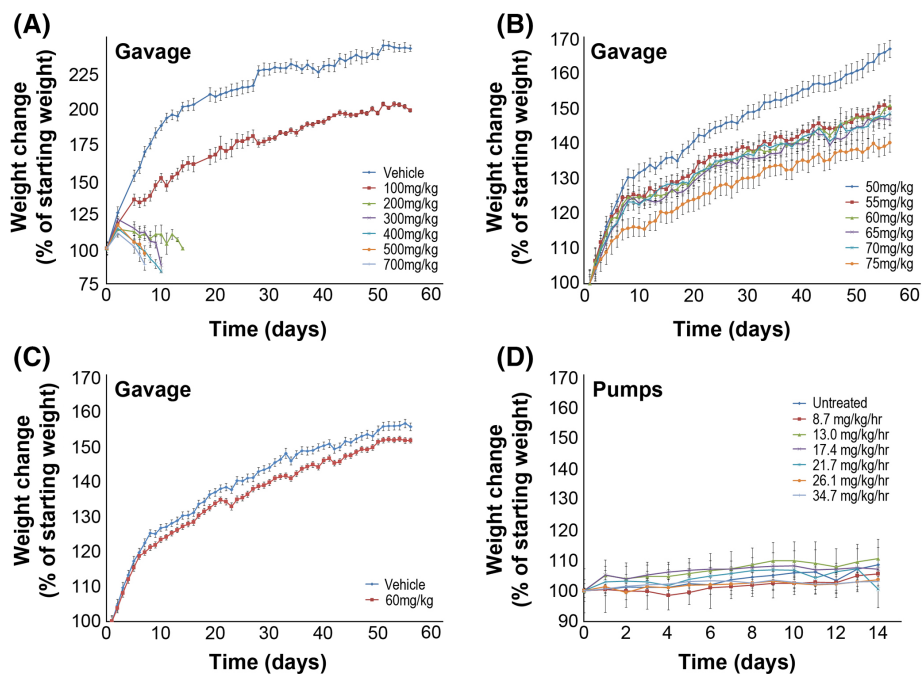 (A)
Gavage
Weight change
(% of starting weight)
225
200
175
150
125
100
75
0
10
20
30
40
50
60
Time (days)
Vehicle
100mg/kg
200mg/kg
300mg/kg
400mg/kg
500mg/kg
700mg/kg
(B)
Gavage
Weight change
(% of starting weight)
170
160
150
140
130
120
110
100
0
10
20
30
40
50
60
Time (days)
50mg/kg
55mg/kg
60mg/kg
65mg/kg
70mg/kg
75mg/kg
(C)
Gavage
Weight change
(% of starting weight)
170
160
150
140
130
120
110
100
0
10
20
30
40
50
60
Time (days)
Vehicle
60mg/kg
(D)
Pumps
Weight change
(% of starting weight)
170
160
150
140
130
120
110
100
90
0
2
4
6
8
10
12
14
Time (days)
Untreated
8.7 mg/kg/hr
13.0 mg/kg/hr
17.4 mg/kg/hr
21.7 mg/kg/hr
26.1 mg/kg/hr
34.7 mg/kg/hr